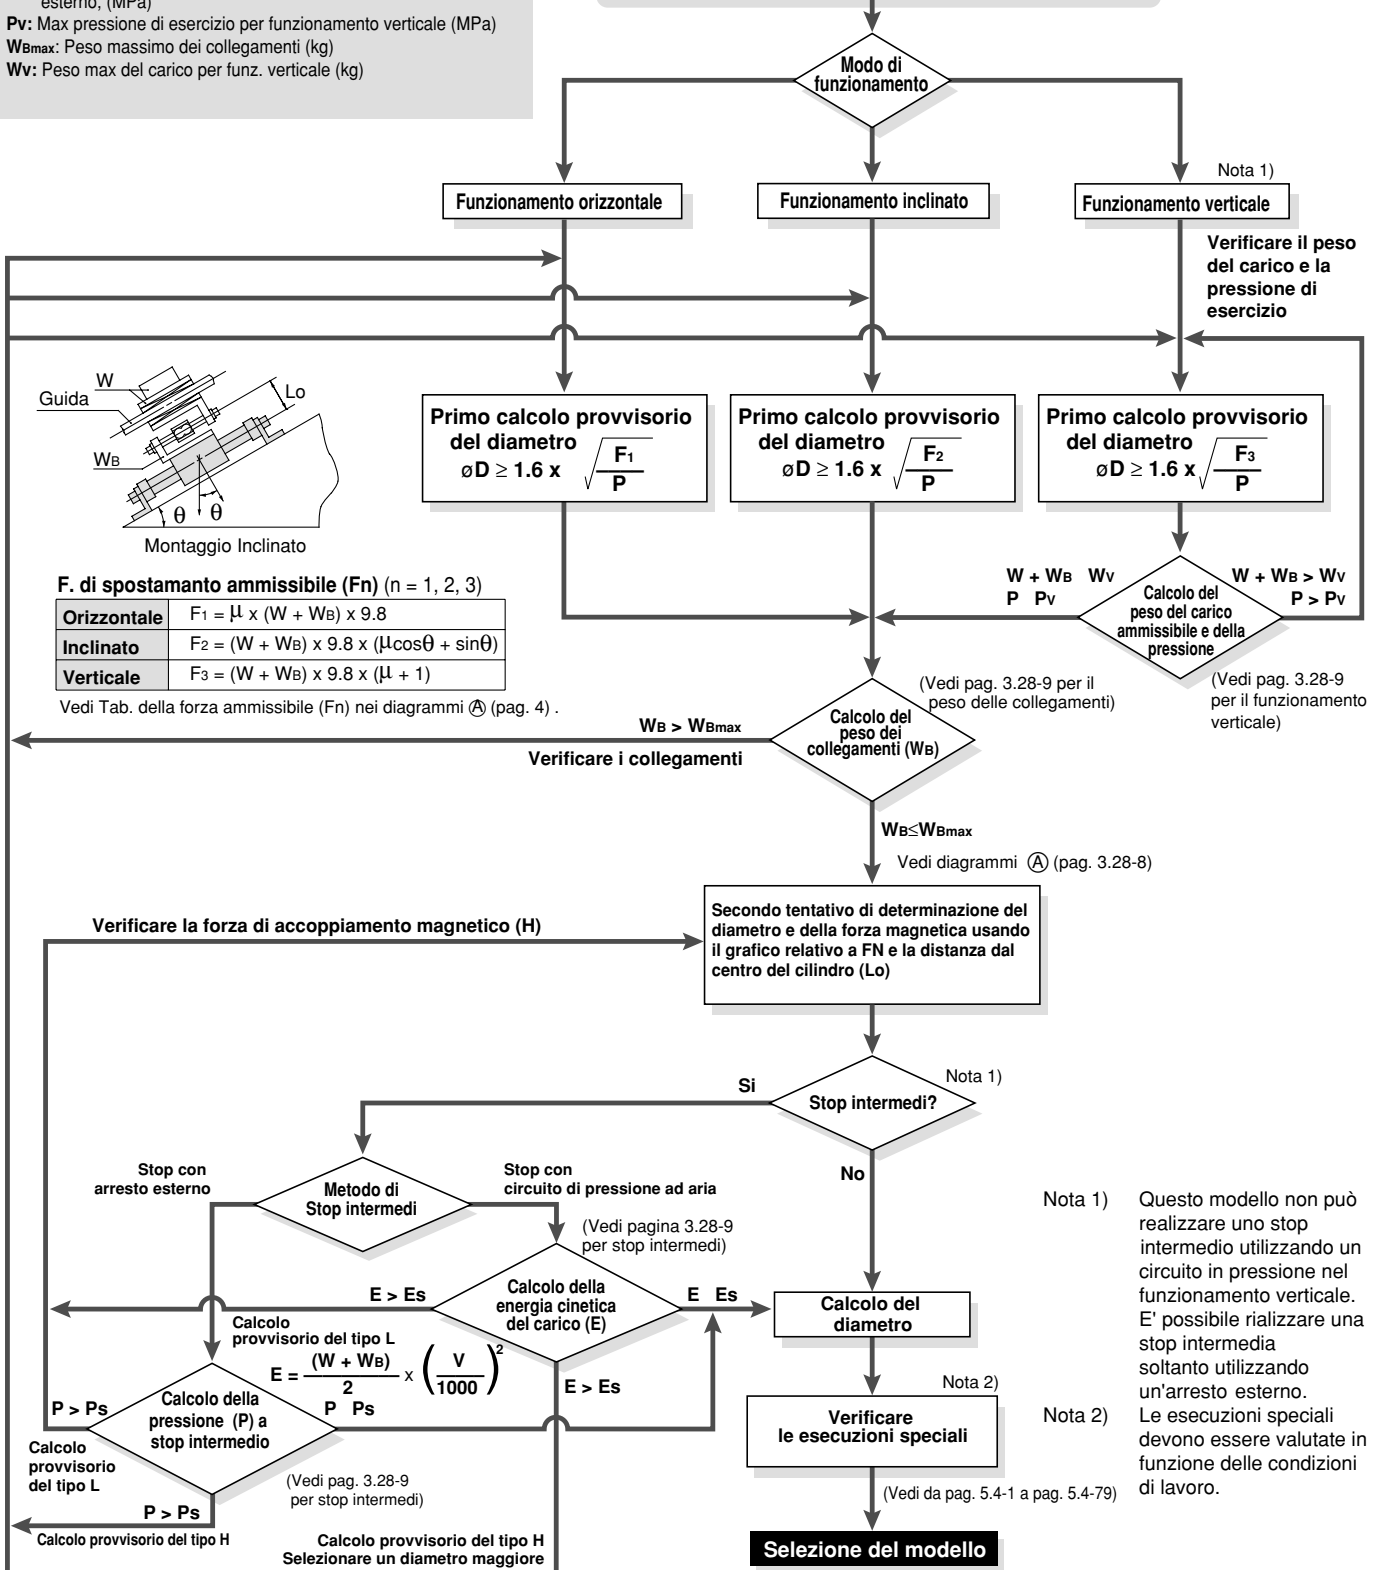 esterno, (MPa)
Pv: Max pressione di esercizio per funzionamento verticale (MPa)
WBmax: Peso massimo dei collegamenti (kg)
Wv: Peso max del carico per funz. verticale (kg)
Modo di
funzionamento
Nota 1)
Funzionamento orizzontale
Funzionamento inclinato
Funzionamento verticale
Verificare il peso
del carico e la
pressione di
esercizio
W
Guida
Lo
WB
θ
θ
Montaggio Inclinato
Primo calcolo provvisorio
del diametro
øD ≥ 1.6 x √(F1/P)
Primo calcolo provvisorio
del diametro
øD ≥ 1.6 x √(F2/P)
Primo calcolo provvisorio
del diametro
øD ≥ 1.6 x √(F3/P)
F. di spostamanto ammissibile (Fn) (n = 1, 2, 3)
Orizzontale F1 = μ x (W + WB) x 9.8
Inclinato F2 = (W + WB) x 9.8 x (μcosθ + sinθ)
Verticale F3 = (W + WB) x 9.8 x (μ + 1)
Vedi Tab. della forza ammissibile (Fn) nei diagrammi Ⓐ (pag. 4) .
W + WB WV
P PV
Calcolo del
peso del carico
ammissibile e della
pressione
W + WB > WV
P > PV
(Vedi pag. 3.28-9
per il funzionamento
verticale)
(Vedi pag. 3.28-9 per il
peso delle collegamenti)
Calcolo del
peso dei
collegamenti (WB)
WB > WBmax
Verificare i collegamenti
WB≤WBmax
Vedi diagrammi Ⓐ (pag. 3.28-8)
Verificare la forza di accoppiamento magnetico (H)
Secondo tentativo di determinazione del
diametro e della forza magnetica usando
il grafico relativo a FN e la distanza dal
centro del cilindro (Lo)
Si
Nota 1)
Stop intermedi?
No
Stop con
arresto esterno
Metodo di
Stop intermedi
Stop con
circuito di pressione ad aria
(Vedi pagina 3.28-9
per stop intermedi)
E > Es
Calcolo della
energia cinetica
del carico (E)
E Es
Calcolo
provvisorio del tipo L
E = (W + WB)/2 x (V/1000)2
E > Es
Calcolo del
diametro
P > Ps
Calcolo della
pressione (P) a
stop intermedio
P Ps
Calcolo
provvisorio
del tipo L
(Vedi pag. 3.28-9
per stop intermedi)
P > Ps
Calcolo provvisorio del tipo H
Calcolo provvisorio del tipo H
Selezionare un diametro maggiore
Nota 2)
Verificare
le esecuzioni speciali
(Vedi da pag. 5.4-1 a pag. 5.4-79)
Selezione del modello
Nota 1) Questo modello non può
realizzare uno stop
intermedio utilizzando un
circuito in pressione nel
funzionamento verticale.
E' possibile rializzare una
stop intermedia
soltanto utilizzando
un'arresto esterno.
Nota 2) Le esecuzioni speciali
devono essere valutate in
funzione delle condizioni
di lavoro.